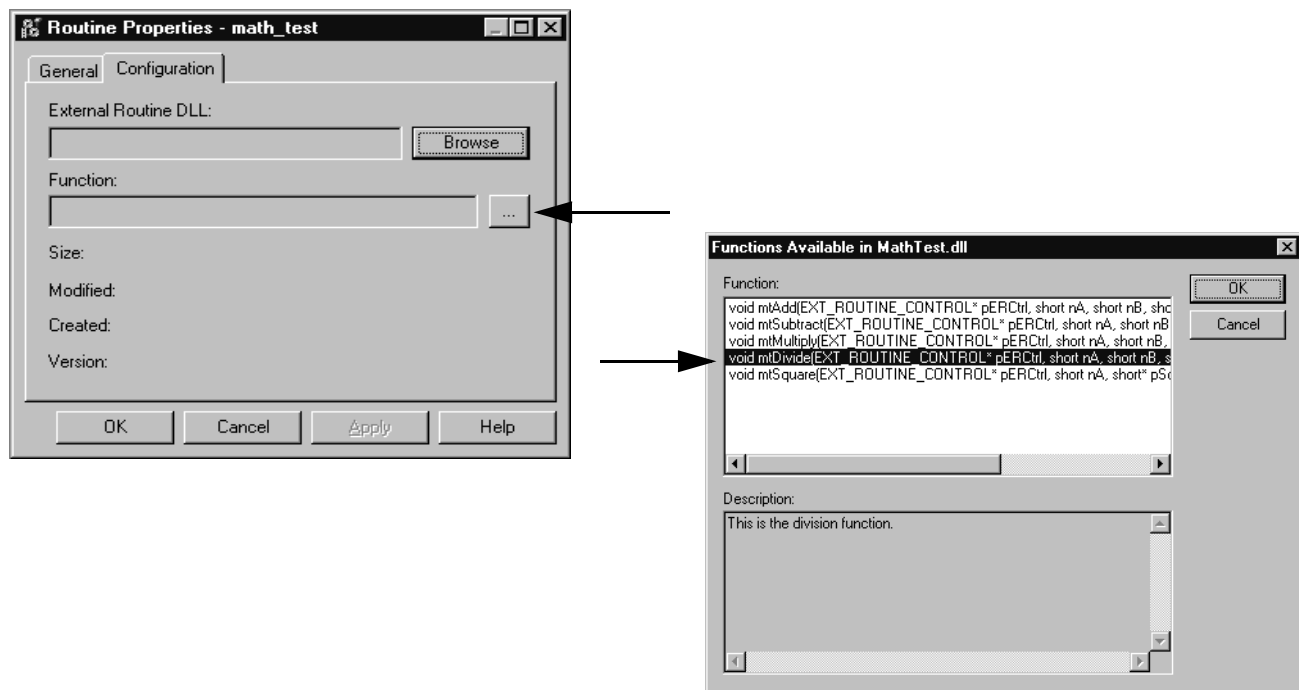 Routine Properties - math_test
General
Configuration
External Routine DLL:
Browse
Function:
...
Size:
Modified:
Created:
Version:
OK
Cancel
Apply
Help
Functions Available in MathTest.dll
Function:
OK
Cancel
void mtAdd(EXT_ROUTINE_CONTROL* pERCtrl, short nA, short nB, shc
void mtSubtract(EXT_ROUTINE_CONTROL* pERCtrl, short nA, short nB
void mtMultiply(EXT_ROUTINE_CONTROL* pERCtrl, short nA, short nB,
void mtDivide(EXT_ROUTINE_CONTROL* pERCtrl, short nA, short nB, s
void mtSquare(EXT_ROUTINE_CONTROL* pERCtrl, short nA, short* pSc
Description:
This is the division function.